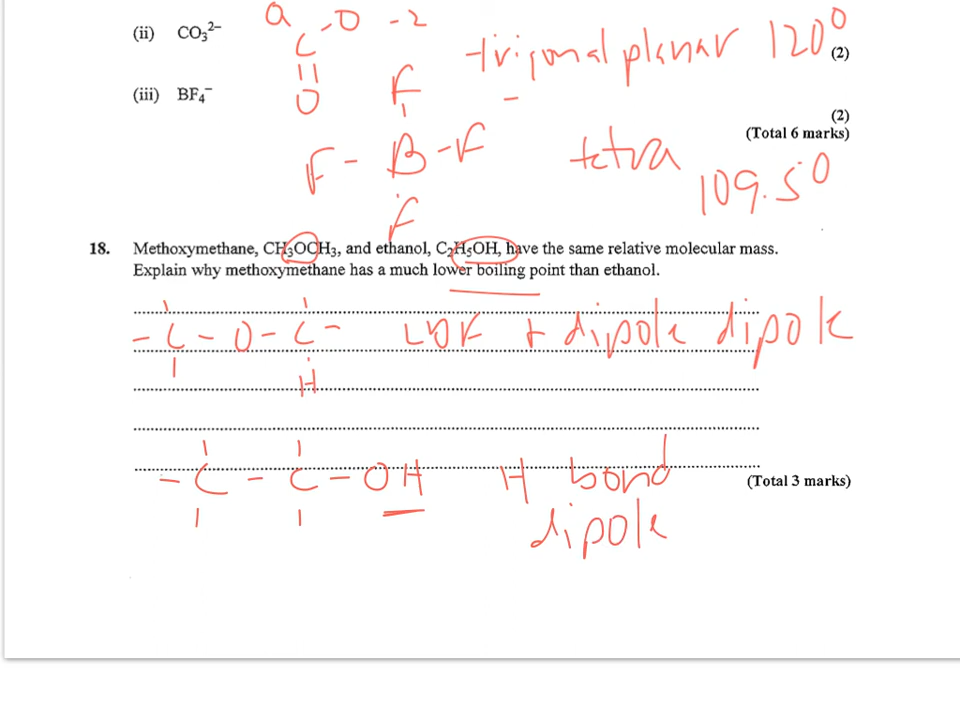 a -O -2
(ii) CO₃²⁻ C trigonal planar 120°
(2)
||
(iii) BF₄⁻ O F -
(2)
(Total 6 marks)
F - B - F tetra
109.5°
F
18. Methoxymethane, CH₃OCH₃, and ethanol, C₂H₅OH, have the same relative molecular mass.
Explain why methoxymethane has a much lower boiling point than ethanol.
- C - O - C - LDF + dipole dipole
H
- C - C - OH H bond
(Total 3 marks)
dipole